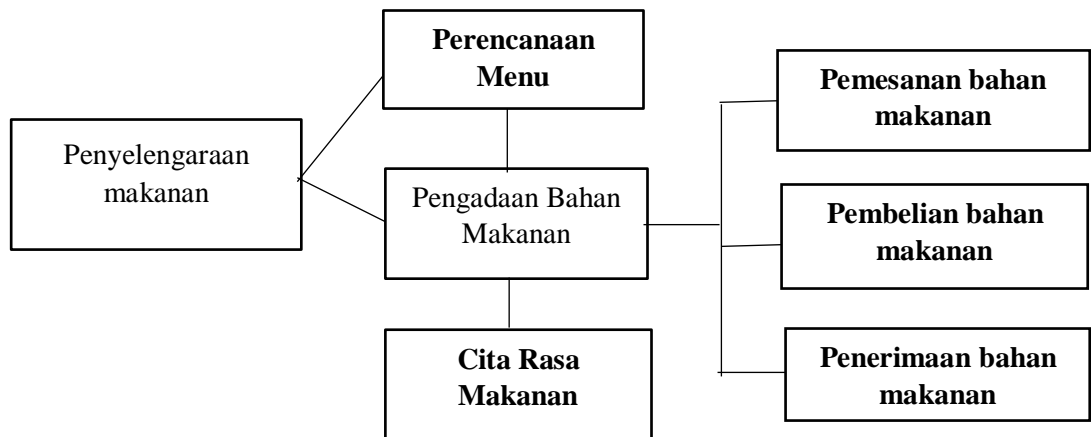 Penyelengaraan
makanan
Perencanaan
Menu
Pengadaan Bahan
Makanan
Cita Rasa
Makanan
Pemesanan bahan
makanan
Pembelian bahan
makanan
Penerimaan bahan
makanan